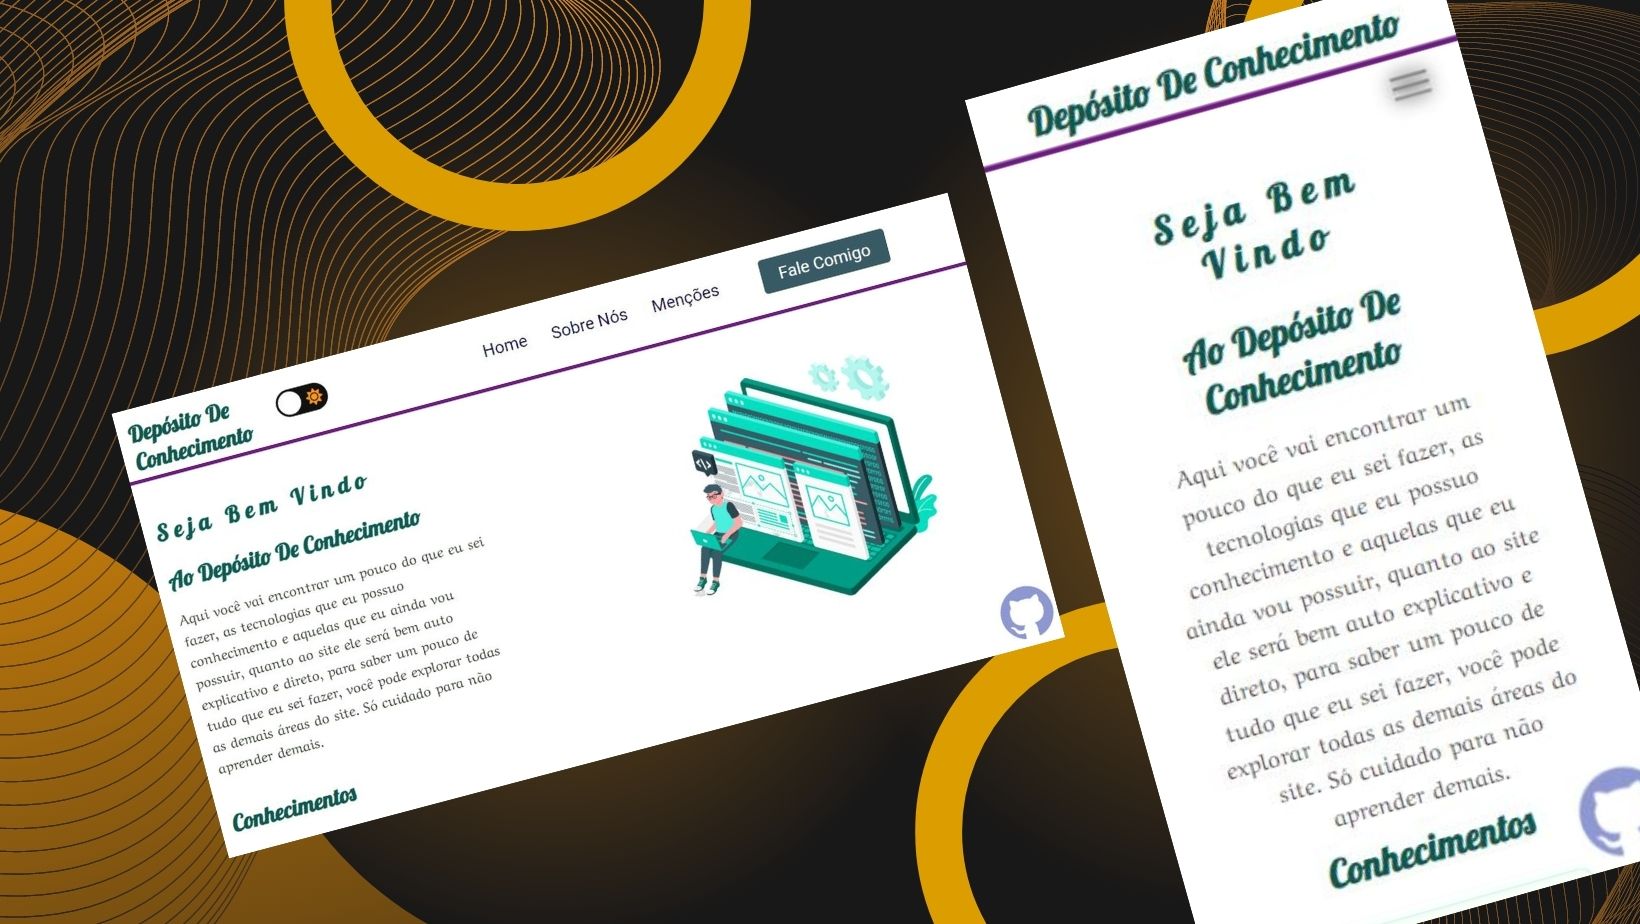 Depósito De
Conhecimento
Home
Sobre Nós
Menções
Fale Comigo
Seja Bem Vindo
Ao Depósito De Conhecimento
Aqui você vai encontrar um pouco do que eu sei
fazer, as tecnologias que eu possuo
conhecimento e aquelas que eu ainda vou
possuir, quanto ao site ele será bem auto
explicativo e direto, para saber um pouco de
tudo que eu sei fazer, você pode explorar todas
as demais áreas do site. Só cuidado para não
aprender demais.
Conhecimentos
Depósito De Conhecimento
Seja Bem
Vindo
Ao Depósito De
Conhecimento
Aqui você vai encontrar um
pouco do que eu sei fazer, as
tecnologias que eu possuo
conhecimento e aquelas que eu
ainda vou possuir, quanto ao site
ele será bem auto explicativo e
direto, para saber um pouco de
tudo que eu sei fazer, você pode
explorar todas as demais áreas do
site. Só cuidado para não
aprender demais.
Conhecimentos